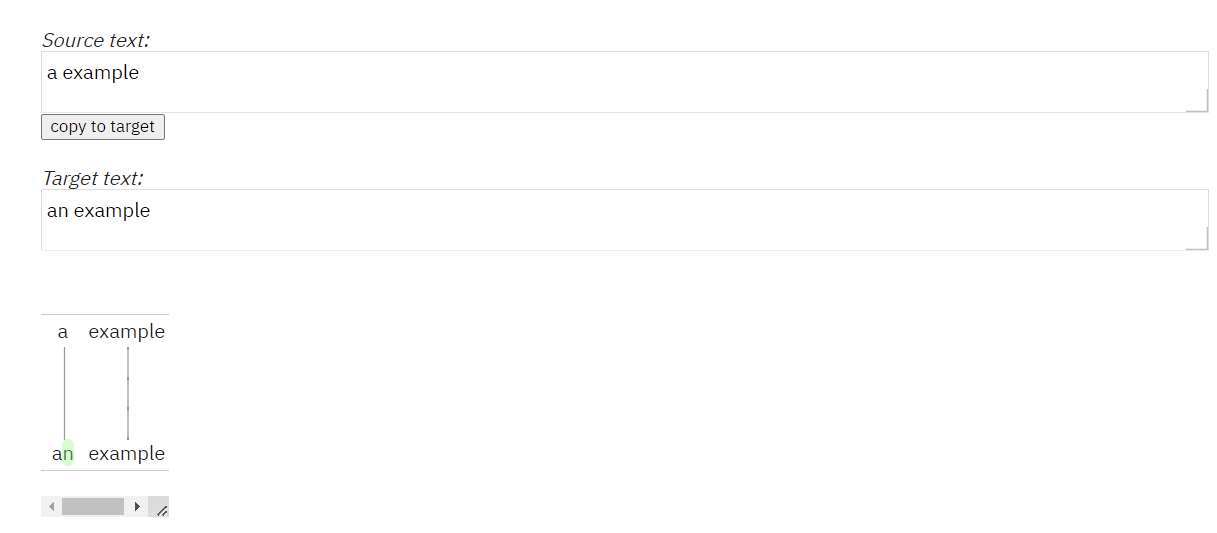 Source text:
a example
copy to target
Target text:
an example
a example
an example